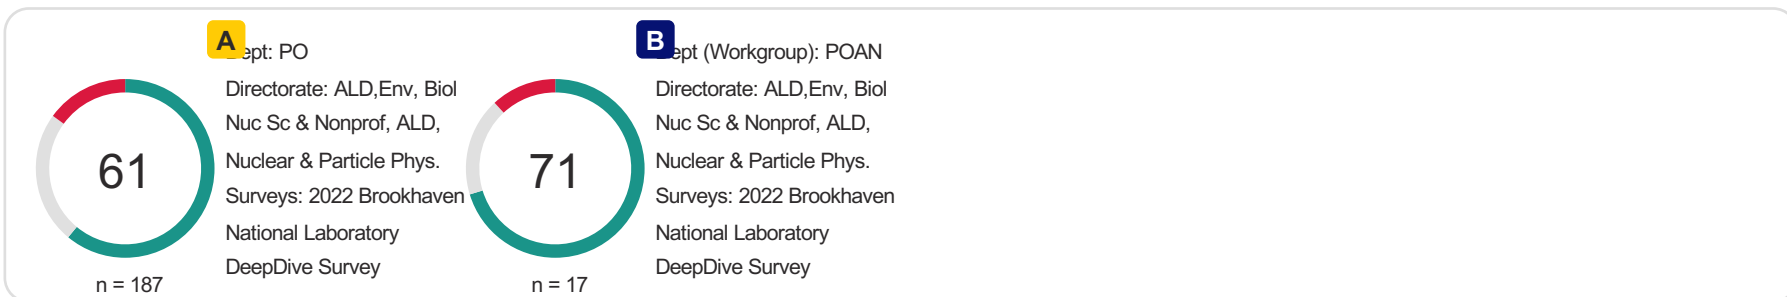 A
ept: PO
Directorate: ALD,Env, Biol
Nuc Sc & Nonprof, ALD,
Nuclear & Particle Phys.
Surveys: 2022 Brookhaven
National Laboratory
DeepDive Survey
61
n = 187
B
ept (Workgroup): POAN
Directorate: ALD,Env, Biol
Nuc Sc & Nonprof, ALD,
Nuclear & Particle Phys.
Surveys: 2022 Brookhaven
National Laboratory
DeepDive Survey
71
n = 17